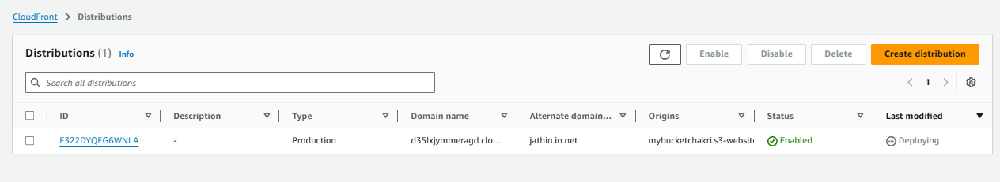 CloudFront > Distributions
Distributions (1) Info
Enable Disable Delete Create distribution
Search all distributions
1
ID Description Type Domain name Alternate domain... Origins Status Last modified
E322DYQEG6WNLA - Production d35lxjymmeragd.clo... jathin.in.net mybucketchakri.s3-website Enabled Deploying